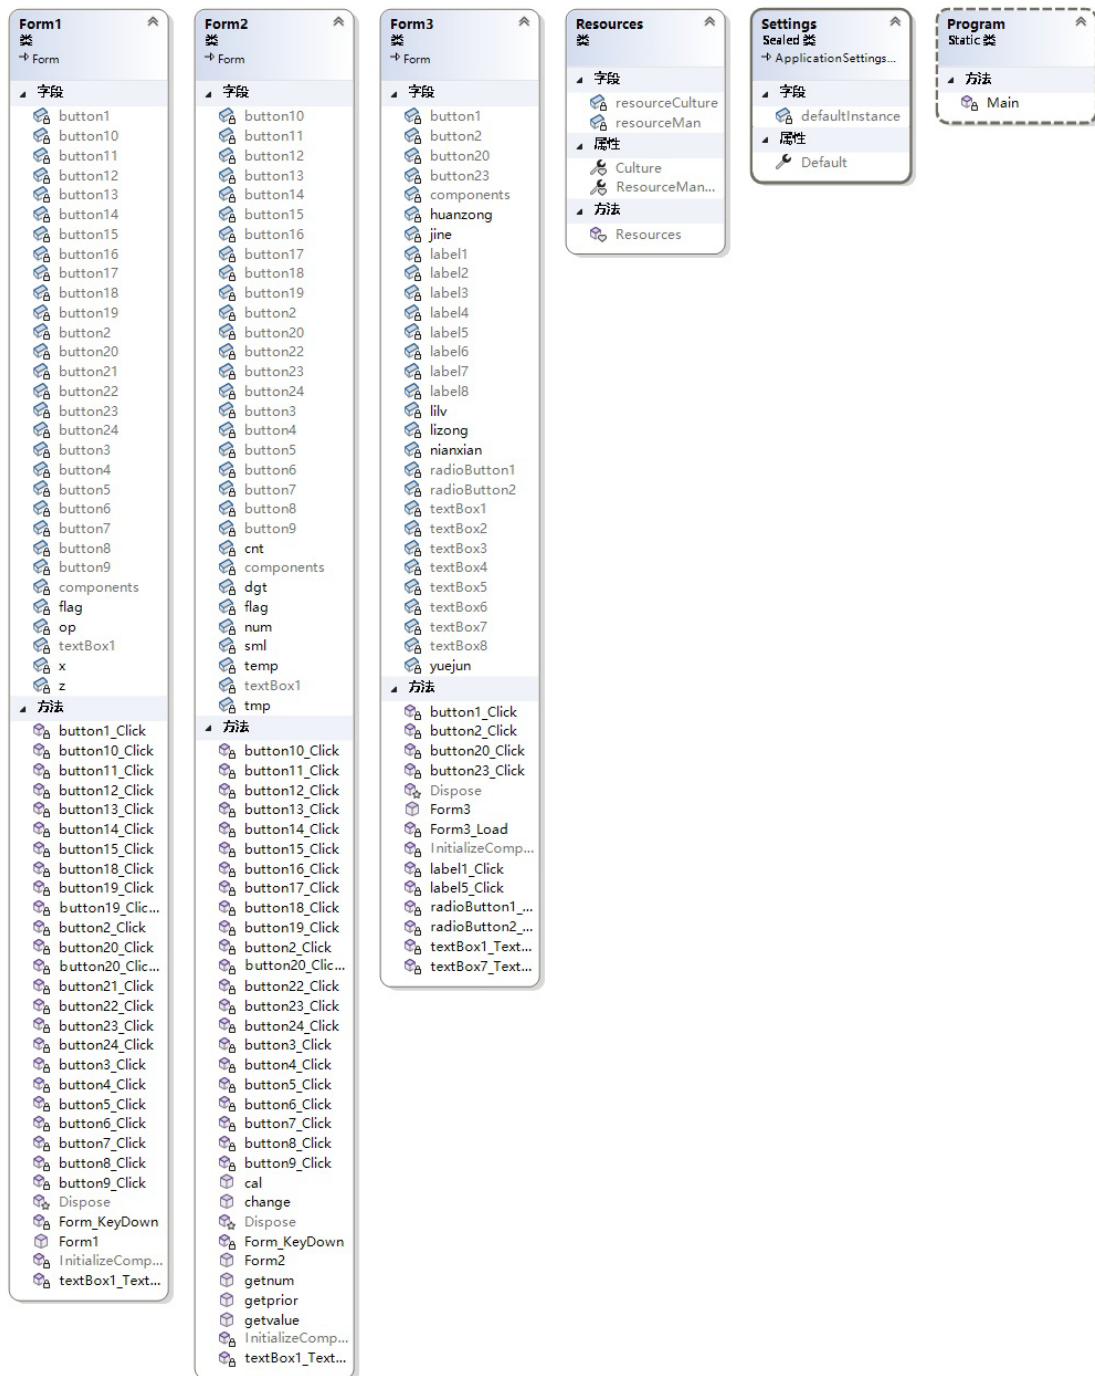 Form1
类
Form
字段
button1
button10
button11
button12
button13
button14
button15
button16
button17
button18
button19
button2
button20
button21
button22
button23
button24
button3
button4
button5
button6
button7
button8
button9
components
flag
op
textBox1
x
z
方法
button1_Click
button10_Click
button11_Click
button12_Click
button13_Click
button14_Click
button15_Click
button18_Click
button19_Click
button19_Clic...
button2_Click
button20_Click
button20_Clic...
button21_Click
button22_Click
button23_Click
button24_Click
button3_Click
button4_Click
button5_Click
button6_Click
button7_Click
button8_Click
button9_Click
Dispose
Form_KeyDown
Form1
InitializeComp...
textBox1_Text...
Form2
类
Form
字段
button10
button11
button12
button13
button14
button15
button16
button17
button18
button19
button2
button20
button22
button23
button24
button3
button4
button5
button6
button7
button8
button9
cnt
components
dgt
flag
num
sml
temp
textBox1
tmp
方法
button10_Click
button11_Click
button12_Click
button13_Click
button14_Click
button15_Click
button16_Click
button17_Click
button18_Click
button19_Click
button2_Click
button20_Clic...
button22_Click
button23_Click
button24_Click
button3_Click
button4_Click
button5_Click
button6_Click
button7_Click
button8_Click
button9_Click
cal
change
Dispose
Form_KeyDown
Form2
getnum
getprior
getvalue
InitializeComp...
textBox1_Text...
Form3
类
Form
字段
button1
button2
button20
button23
components
huanzong
jine
label1
label2
label3
label4
label5
label6
label7
label8
lilv
lizong
nianxian
radioButton1
radioButton2
textBox1
textBox2
textBox3
textBox4
textBox5
textBox6
textBox7
textBox8
yuejun
方法
button1_Click
button2_Click
button20_Click
button23_Click
Dispose
Form3
Form3_Load
InitializeComp...
label1_Click
label5_Click
radioButton1_...
radioButton2_...
textBox1_Text...
textBox7_Text...
Resources
类
字段
resourceCulture
resourceMan
属性
Culture
ResourceMan...
方法
Resources
Settings
Sealed 类
ApplicationSettings...
字段
defaultInstance
属性
Default
Program
Static 类
方法
Main